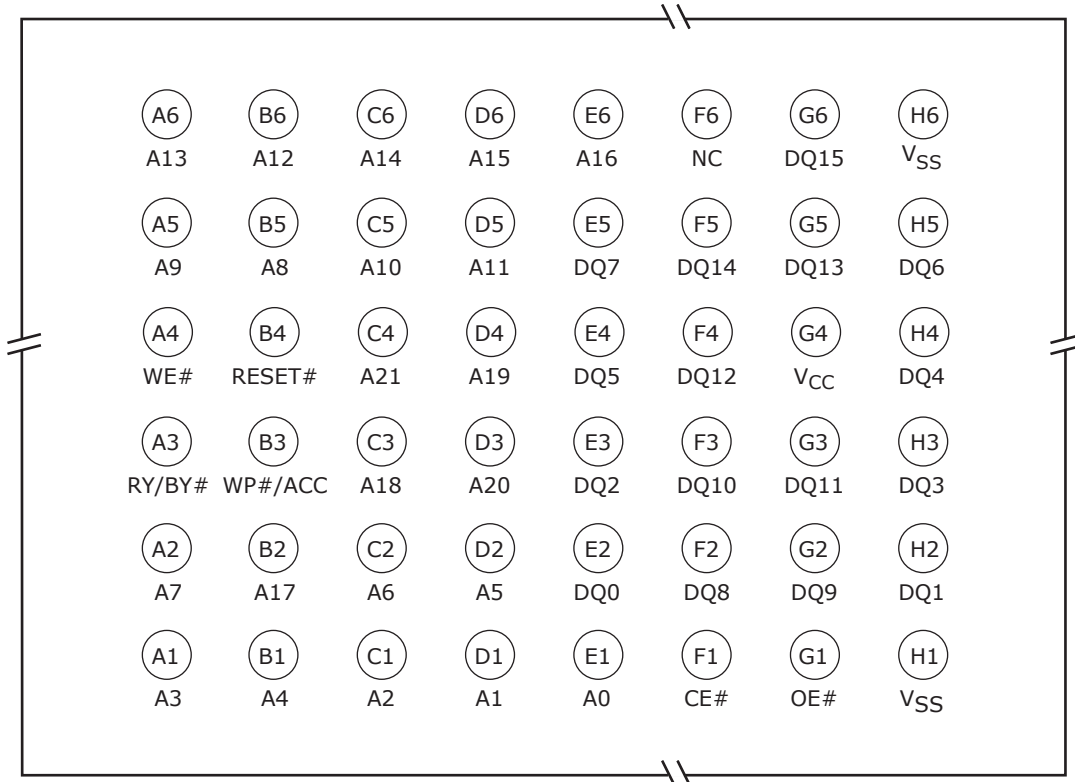 A6 B6 C6 D6 E6 F6 G6 H6
A13 A12 A14 A15 A16 NC DQ15 VSS
A5 B5 C5 D5 E5 F5 G5 H5
A9 A8 A10 A11 DQ7 DQ14 DQ13 DQ6
A4 B4 C4 D4 E4 F4 G4 H4
WE# RESET# A21 A19 DQ5 DQ12 VCC DQ4
A3 B3 C3 D3 E3 F3 G3 H3
RY/BY# WP#/ACC A18 A20 DQ2 DQ10 DQ11 DQ3
A2 B2 C2 D2 E2 F2 G2 H2
A7 A17 A6 A5 DQ0 DQ8 DQ9 DQ1
A1 B1 C1 D1 E1 F1 G1 H1
A3 A4 A2 A1 A0 CE# OE# VSS